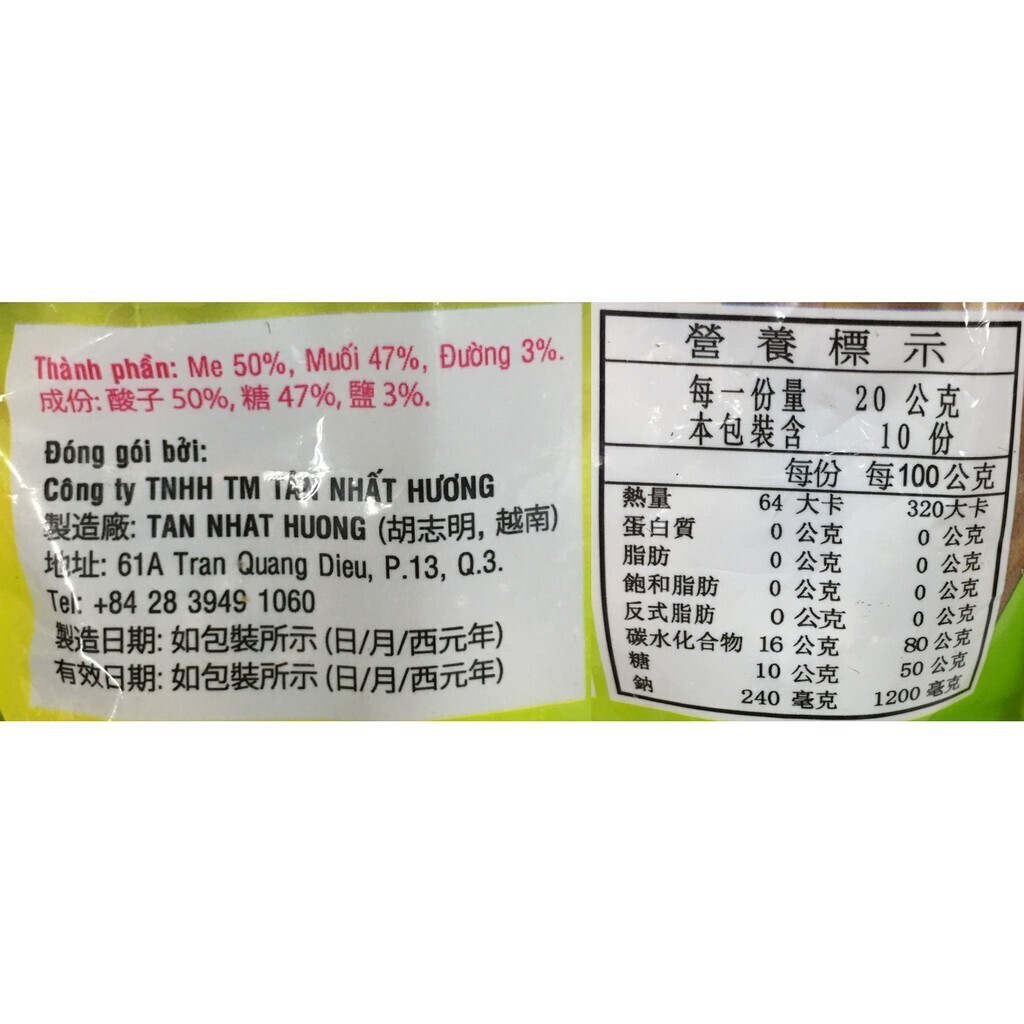 Thành phần: Me 50%, Muối 47%, Đường 3%.
成份: 酸子 50%, 糖 47%, 鹽 3%.
Đóng gói bởi:
Công ty TNHH TM TÂN NHẤT HƯƠNG
製造廠: TAN NHAT HUONG (胡志明, 越南)
地址: 61A Tran Quang Dieu, P.13, Q.3.
Tel: +84 28 3949 1060
製造日期: 如包裝所示 (日/月/西元年)
有效日期: 如包裝所示 (日/月/西元年)
營養標示
每一份量 20 公克
本包裝含 10 份
每份 每100公克
熱量 64 大卡 320大卡
蛋白質 0 公克 0 公克
脂肪 0 公克 0 公克
飽和脂肪 0 公克 0 公克
反式脂肪 0 公克 0 公克
碳水化合物 16 公克 80 公克
糖 10 公克 50 公克
鈉 240 毫克 1200 毫克